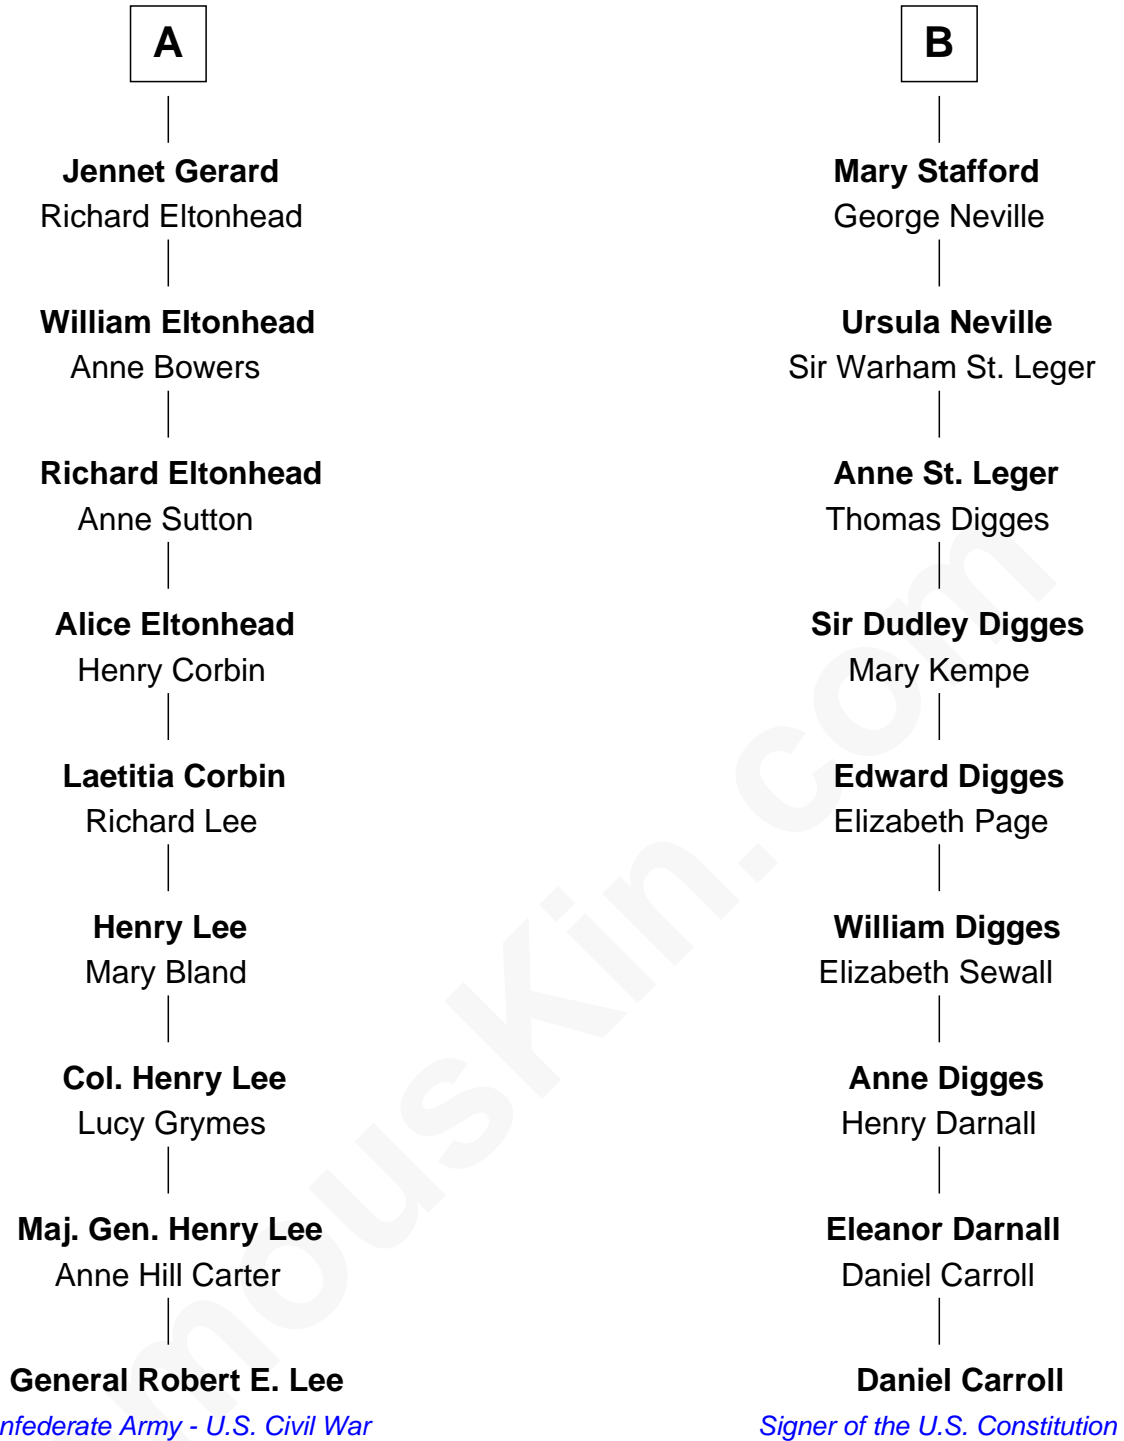 A
Jennet Gerard
Richard Eltonhead
William Eltonhead
Anne Bowers
Richard Eltonhead
Anne Sutton
Alice Eltonhead
Henry Corbin
Laetitia Corbin
Richard Lee
Henry Lee
Mary Bland
Col. Henry Lee
Lucy Grymes
Maj. Gen. Henry Lee
Anne Hill Carter
General Robert E. Lee
nfederate Army - U.S. Civil War
B
Mary Stafford
George Neville
Ursula Neville
Sir Warham St. Leger
Anne St. Leger
Thomas Digges
Sir Dudley Digges
Mary Kempe
Edward Digges
Elizabeth Page
William Digges
Elizabeth Sewall
Anne Digges
Henry Darnall
Eleanor Darnall
Daniel Carroll
Daniel Carroll
Signer of the U.S. Constitution
mouskin.com